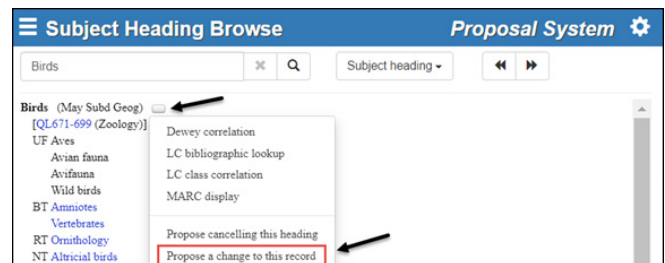 Subject Heading Browse Proposal System
Birds Subject heading
Birds (May Subd Geog)
[QL671-699 (Zoology)]
UF Aves
Avian fauna
Avifauna
Wild birds
BT Amniotes
Vertebrates
RT Ornithology
NT Altricial birds
Dewey correlation
LC bibliographic lookup
LC class correlation
MARC display
Propose cancelling this heading
Propose a change to this record